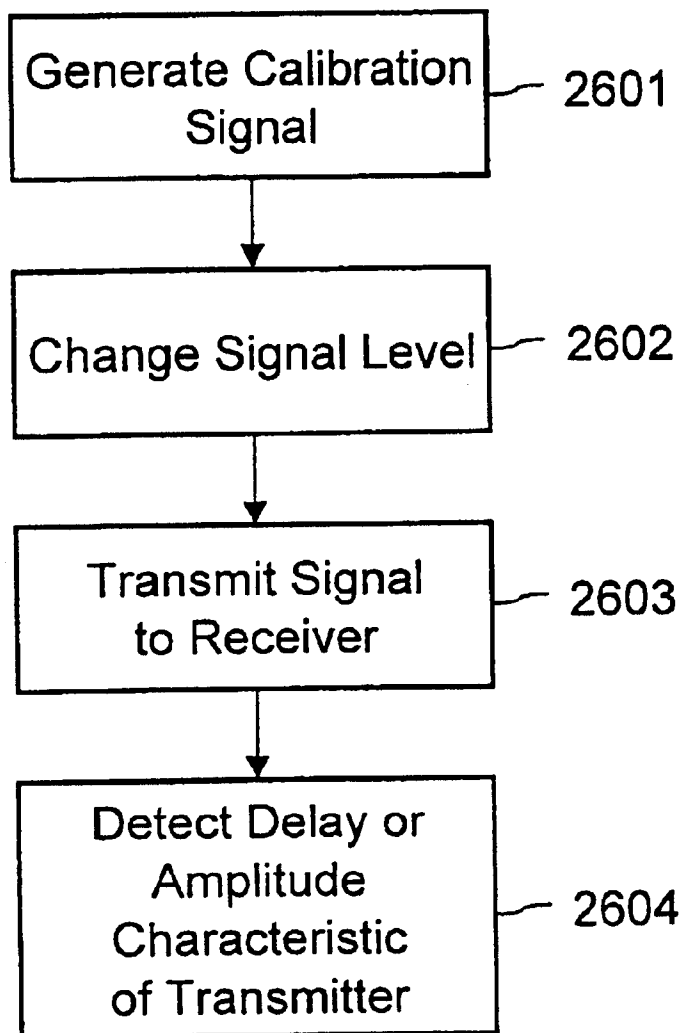 Generate Calibration
Signal
2601
Change Signal Level
2602
Transmit Signal
to Receiver
2603
Detect Delay or
Amplitude
Characteristic
of Transmitter
2604